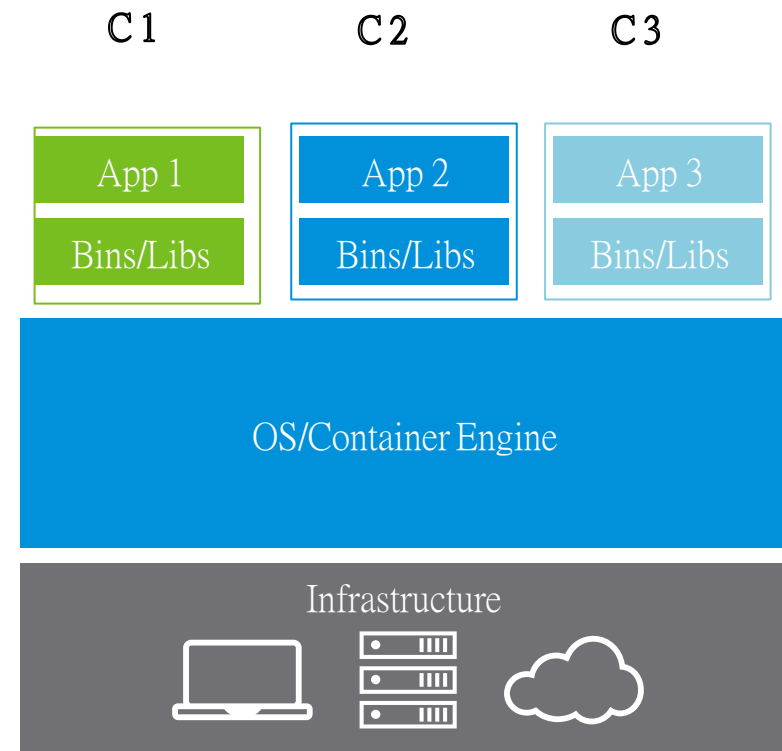 C1 C2 C3
App 1 App 2 App 3
Bins/Libs Bins/Libs Bins/Libs
OS/Container Engine
Infrastructure